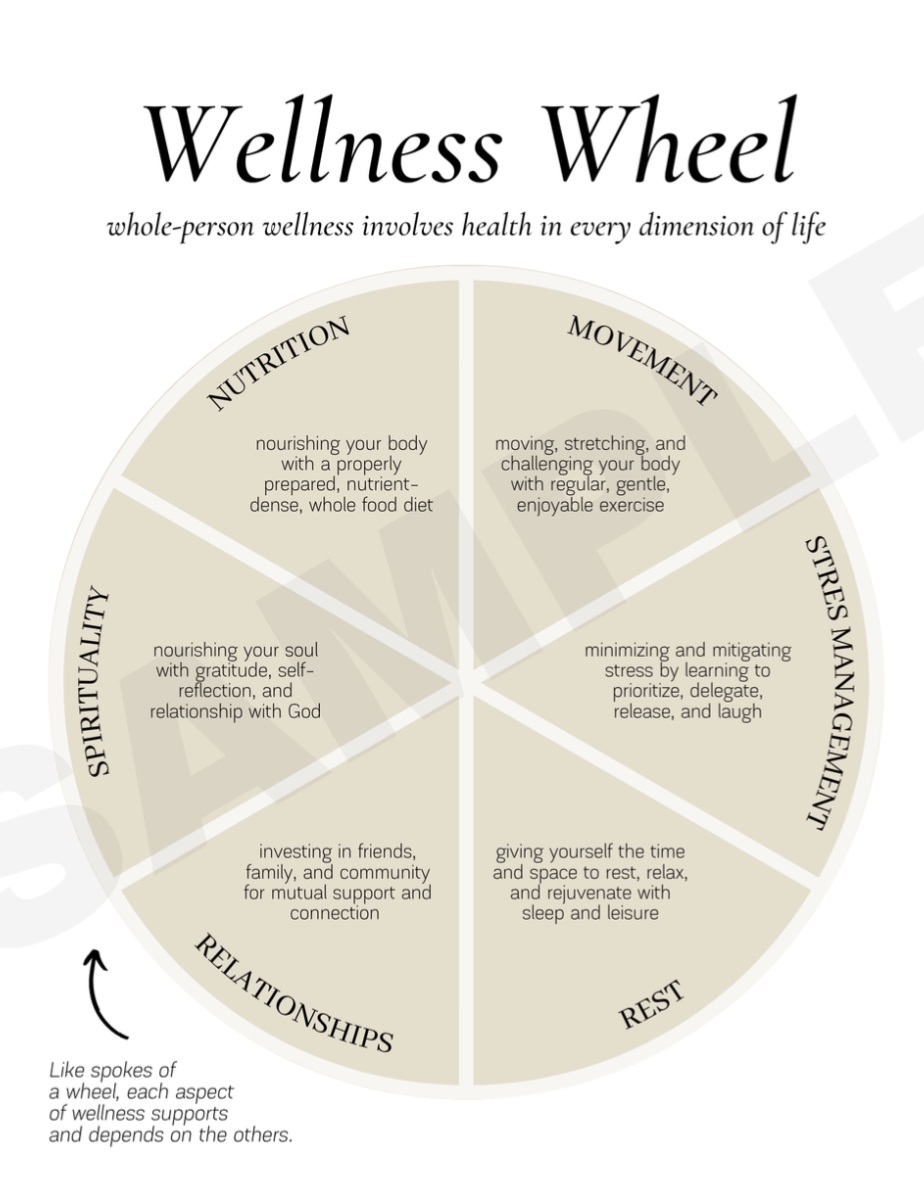 Wellness Wheel
whole-person wellness involves health in every dimension of life
NUTRITION
nourishing your body
with a properly
prepared, nutrient-
dense, whole food diet
MOVEMENT
moving, stretching, and
challenging your body
with regular, gentle,
enjoyable exercise
STRES MANAGEMENT
minimizing and mitigating
stress by learning to
prioritize, delegate,
release, and laugh
REST
giving yourself the time
and space to rest, relax,
and rejuvenate with
sleep and leisure
RELATIONSHIPS
investing in friends,
family, and community
for mutual support and
connection
SPIRITUALITY
nourishing your soul
with gratitude, self-
reflection, and
relationship with God
Like spokes of
a wheel, each aspect
of wellness supports
and depends on the others.
SAMPLE